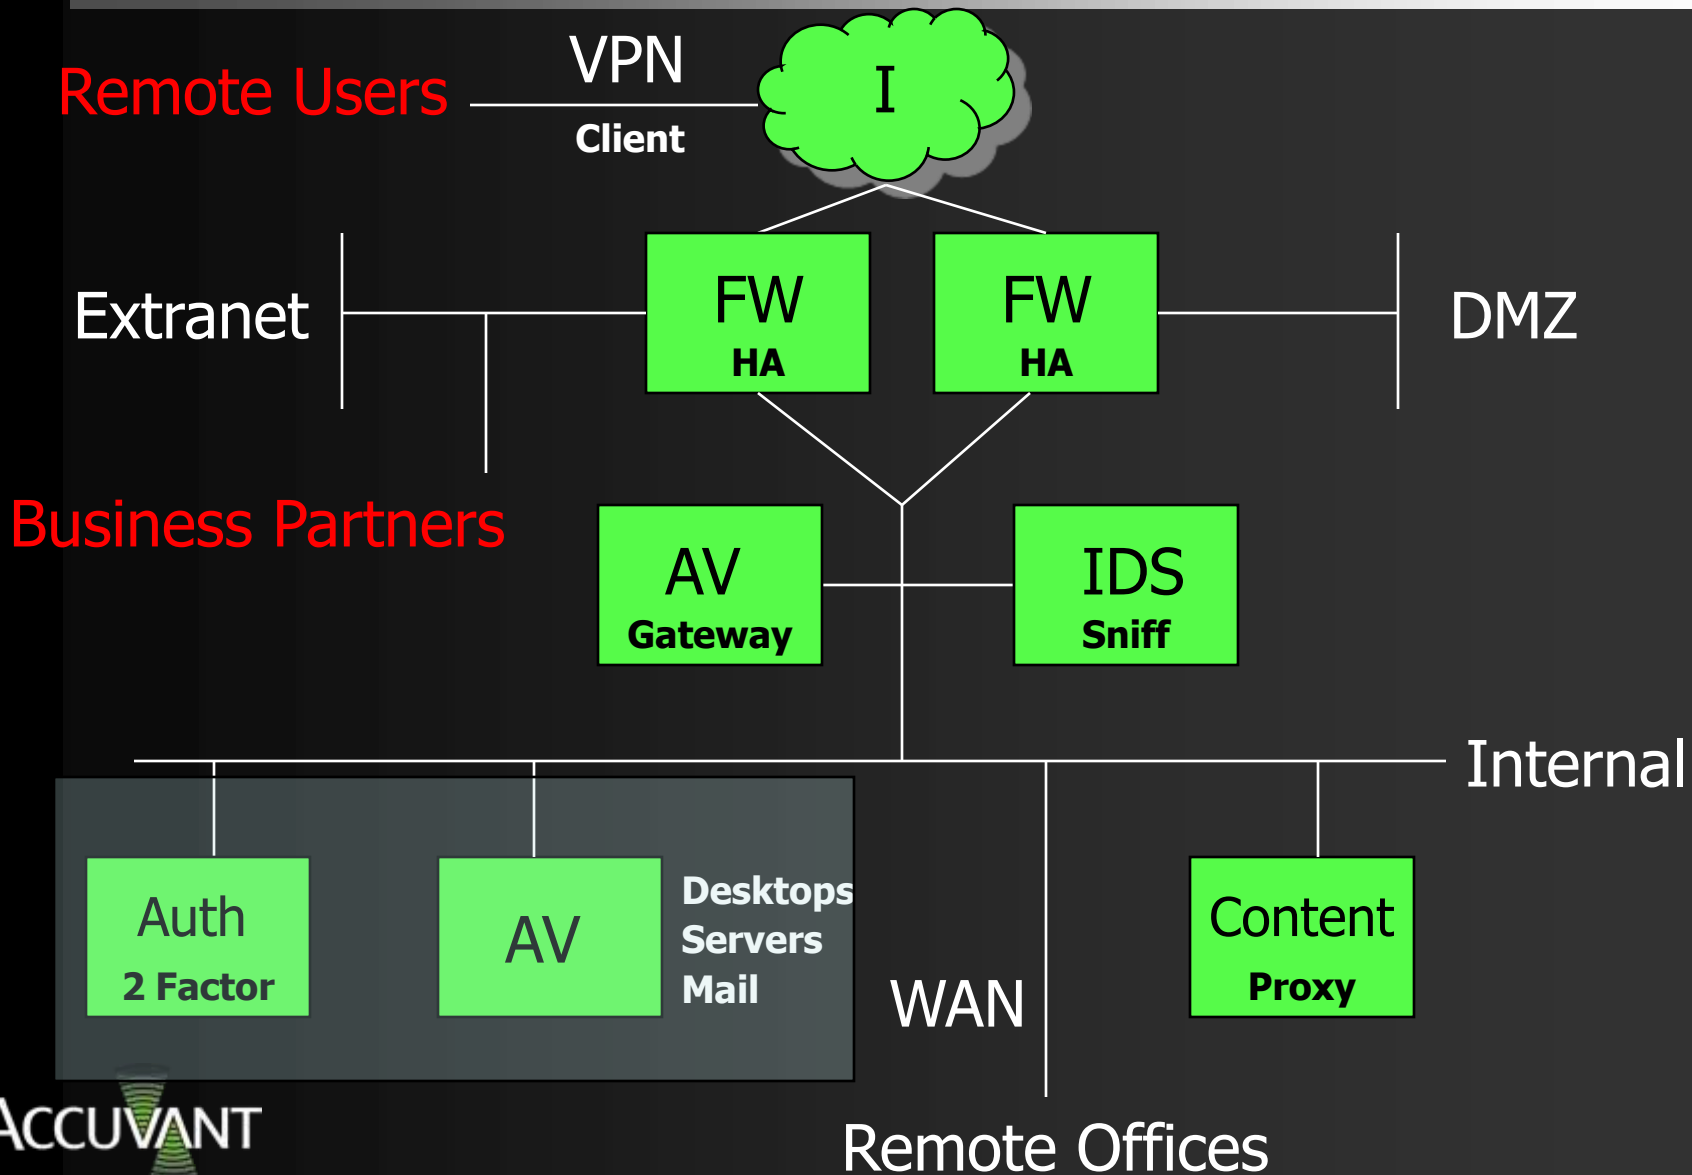 VPN
Remote Users
I
Client
Extranet
FW
HA
FW
HA
DMZ
Business Partners
AV
Gateway
IDS
Sniff
Internal
Auth
2 Factor
AV
Desktops
Servers
Mail
WAN
Content
Proxy
ACCUVANT
Remote Offices